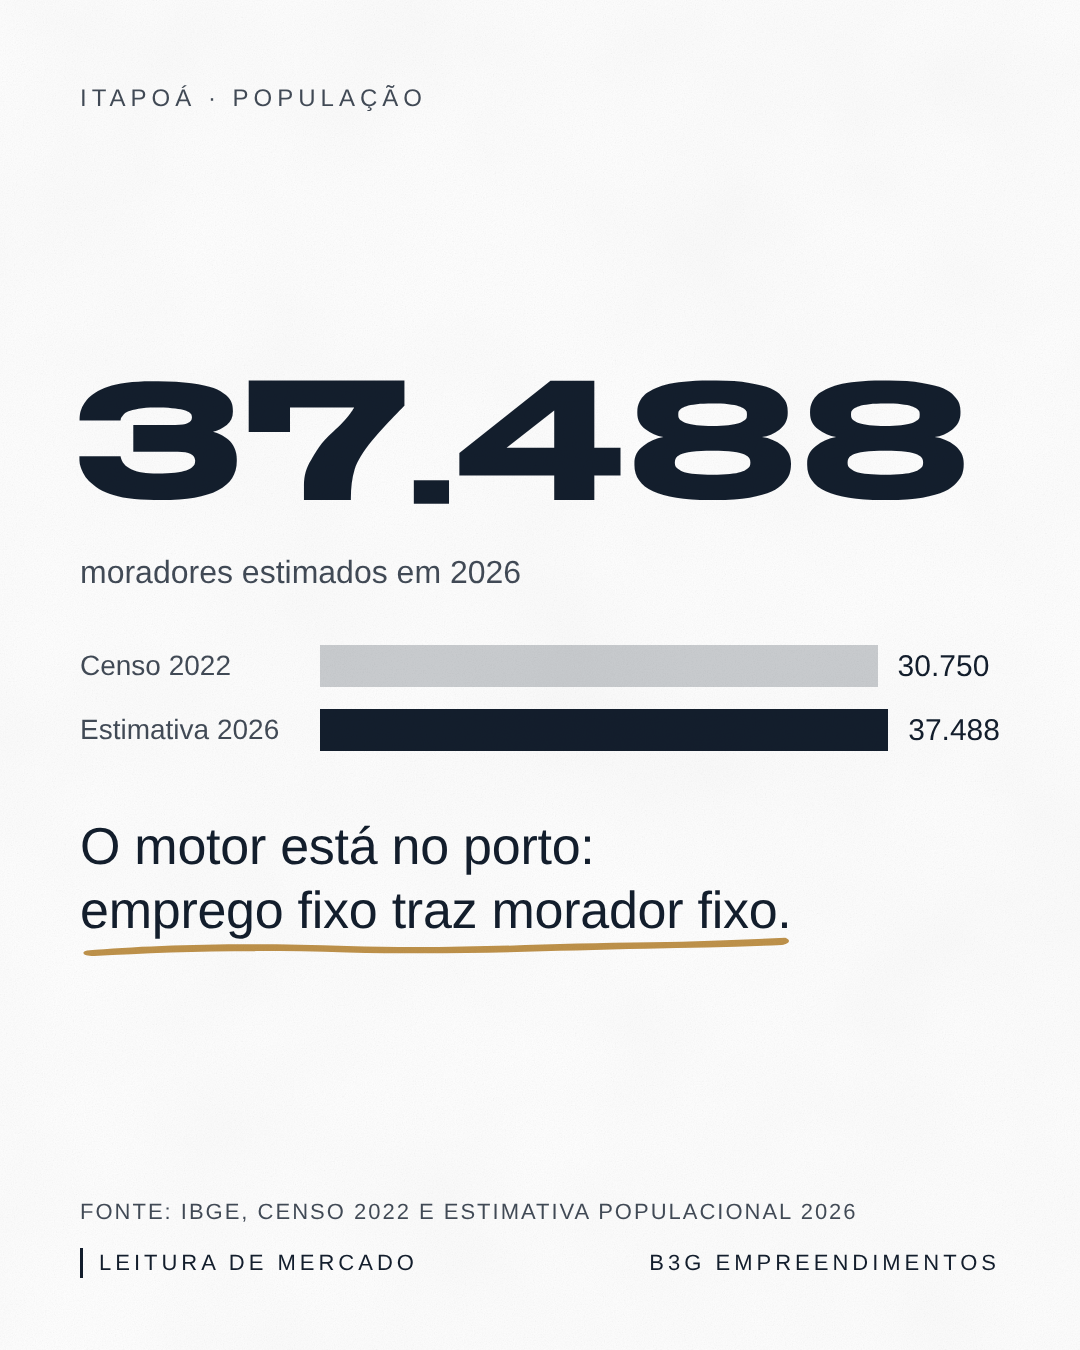 ITAPOÁ · POPULAÇÃO
37.488
moradores estimados em 2026
Censo 2022 30.750
Estimativa 2026 37.488
O motor está no porto:
emprego fixo traz morador fixo.
FONTE: IBGE, CENSO 2022 E ESTIMATIVA POPULACIONAL 2026
LEITURA DE MERCADO B3G EMPREENDIMENTOS